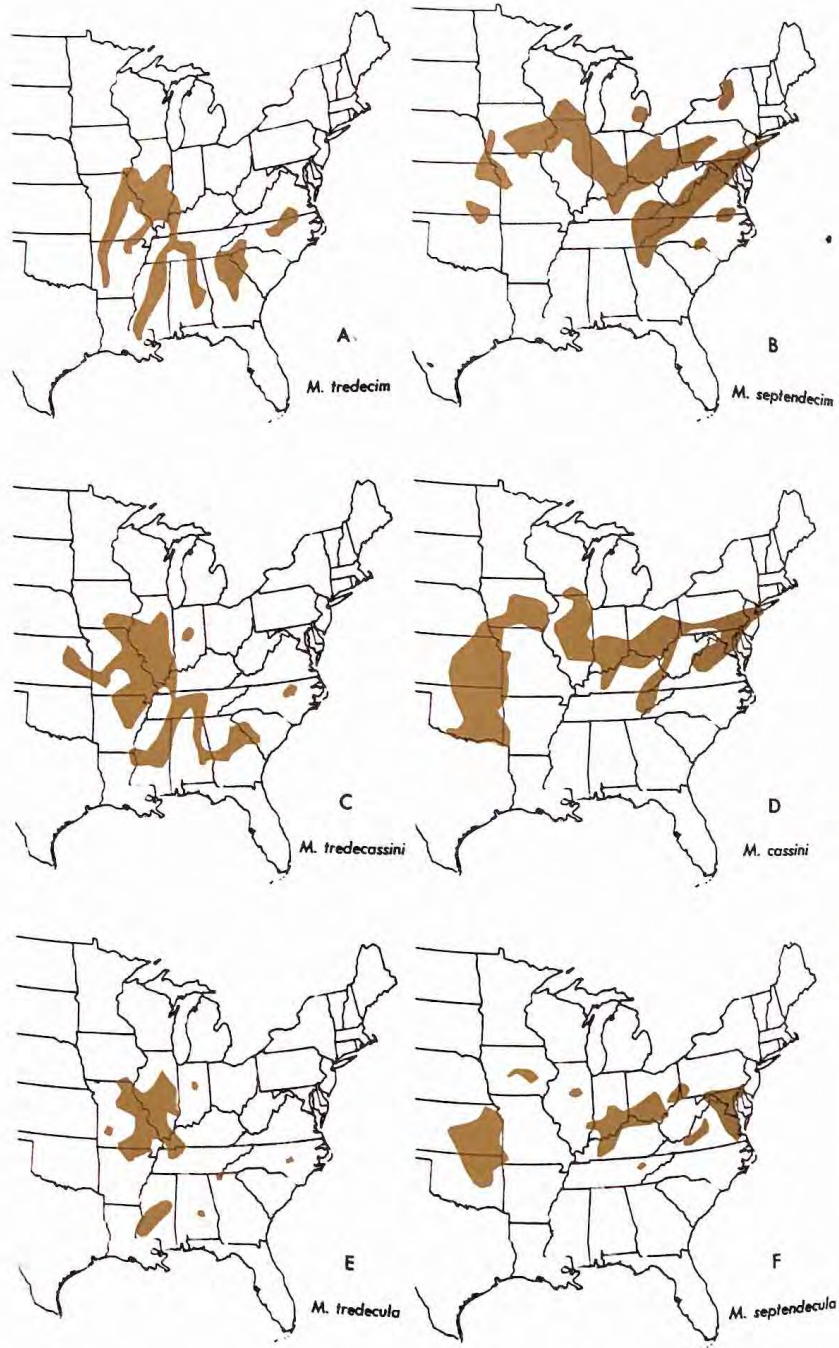 A
M. tredecim
B
M. septendecim
C
M. tredecassini
D
M. cassini
E
M. tredecula
F
M. septendecula